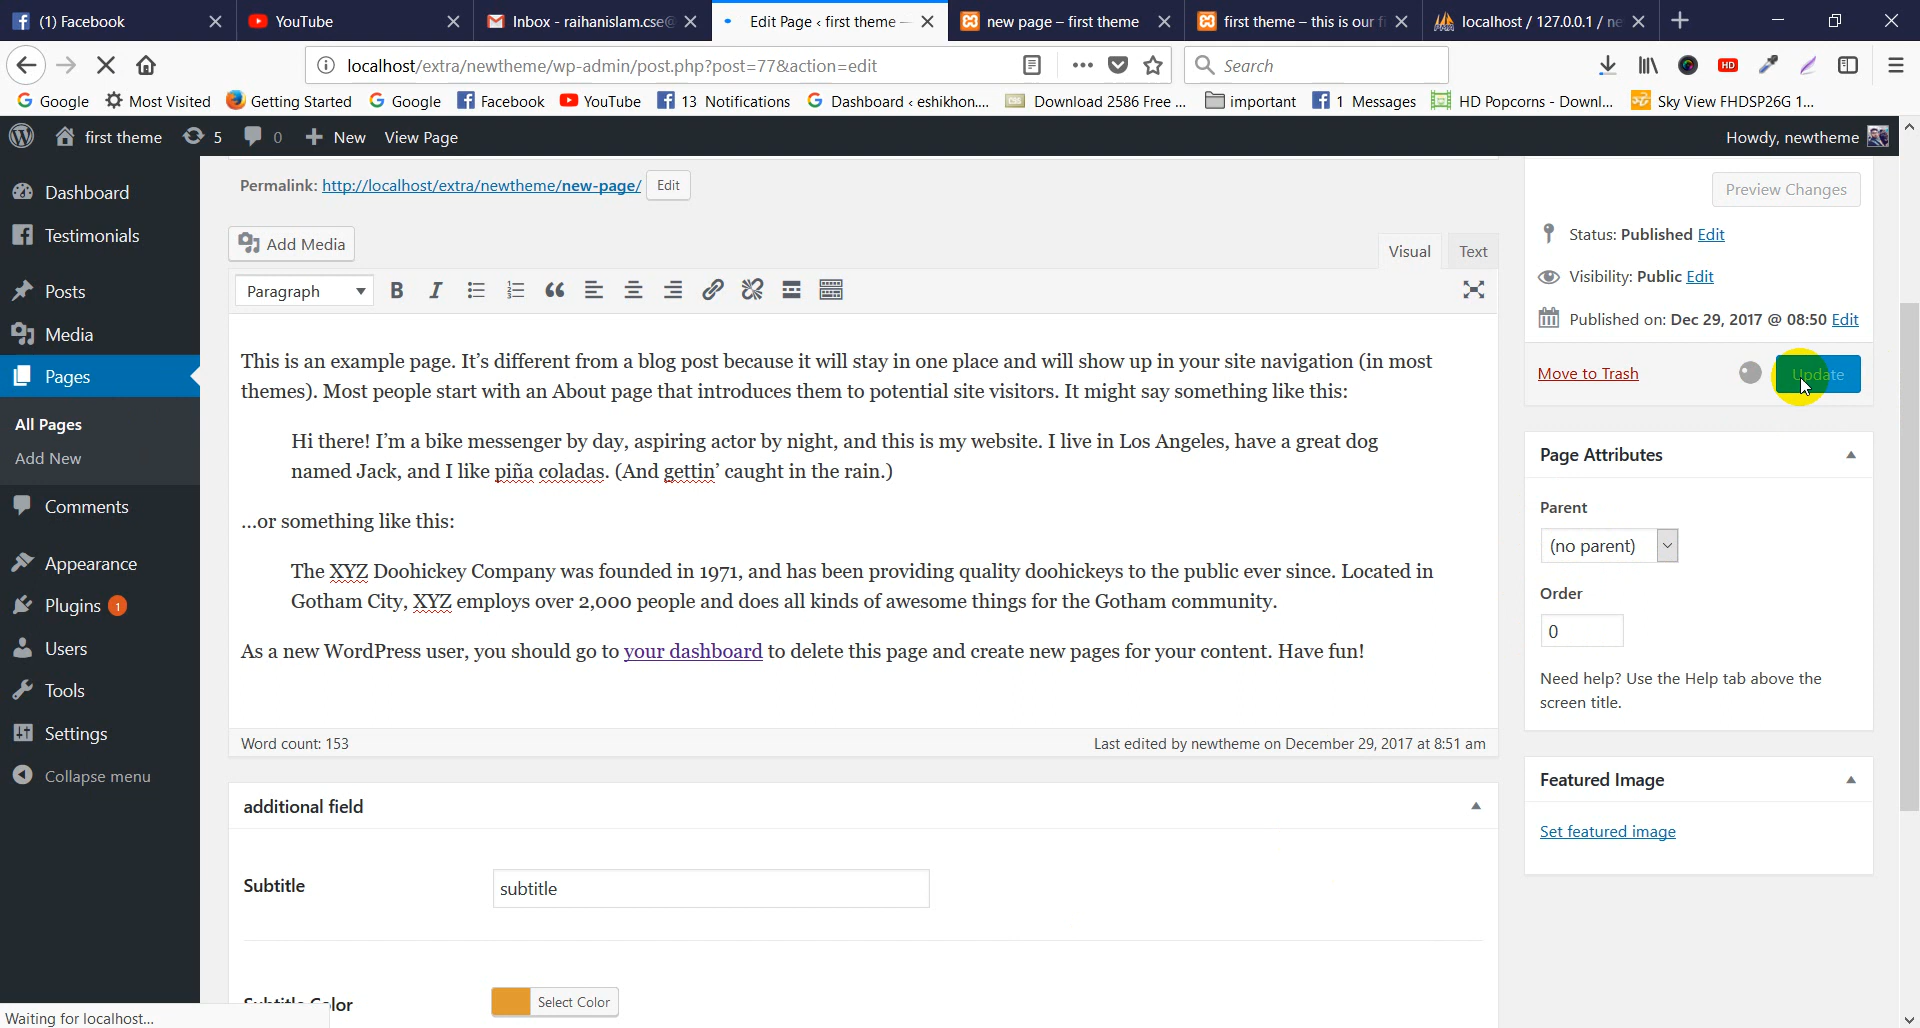 (1) Facebook
YouTube
Inbox - raihanislam.cse@
Edit Page ‹ first theme —
new page – first theme
first theme – this is our fi
localhost / 127.0.0.1 / ne
localhost/extra/newtheme/wp-admin/post.php?post=77&action=edit
Search
HD
Google
Most Visited
Getting Started
Google
Facebook
YouTube
13 Notifications
Dashboard ‹ eshikhon....
Download 2586 Free ...
important
1 Messages
HD Popcorns - Downl...
Sky View FHDSP26G 1...
first theme
5
0
New
View Page
Howdy, newtheme
Dashboard
Testimonials
Posts
Media
Pages
All Pages
Add New
Comments
Appearance
Plugins 1
Users
Tools
Settings
Collapse menu
Permalink: http://localhost/extra/newtheme/new-page/ Edit
Add Media
Visual
Text
Paragraph
This is an example page. It’s different from a blog post because it will stay in one place and will show up in your site navigation (in most
themes). Most people start with an About page that introduces them to potential site visitors. It might say something like this:
Hi there! I’m a bike messenger by day, aspiring actor by night, and this is my website. I live in Los Angeles, have a great dog
named Jack, and I like piña coladas. (And gettin’ caught in the rain.)
...or something like this:
The XYZ Doohickey Company was founded in 1971, and has been providing quality doohickeys to the public ever since. Located in
Gotham City, XYZ employs over 2,000 people and does all kinds of awesome things for the Gotham community.
As a new WordPress user, you should go to your dashboard to delete this page and create new pages for your content. Have fun!
Word count: 153
Last edited by newtheme on December 29, 2017 at 8:51 am
additional field
Subtitle
subtitle
Subtitle Color
Select Color
Preview Changes
Status: Published Edit
Visibility: Public Edit
Published on: Dec 29, 2017 @ 08:50 Edit
Move to Trash
Update
Page Attributes
Parent
(no parent)
Order
0
Need help? Use the Help tab above the
screen title.
Featured Image
Set featured image
Waiting for localhost...